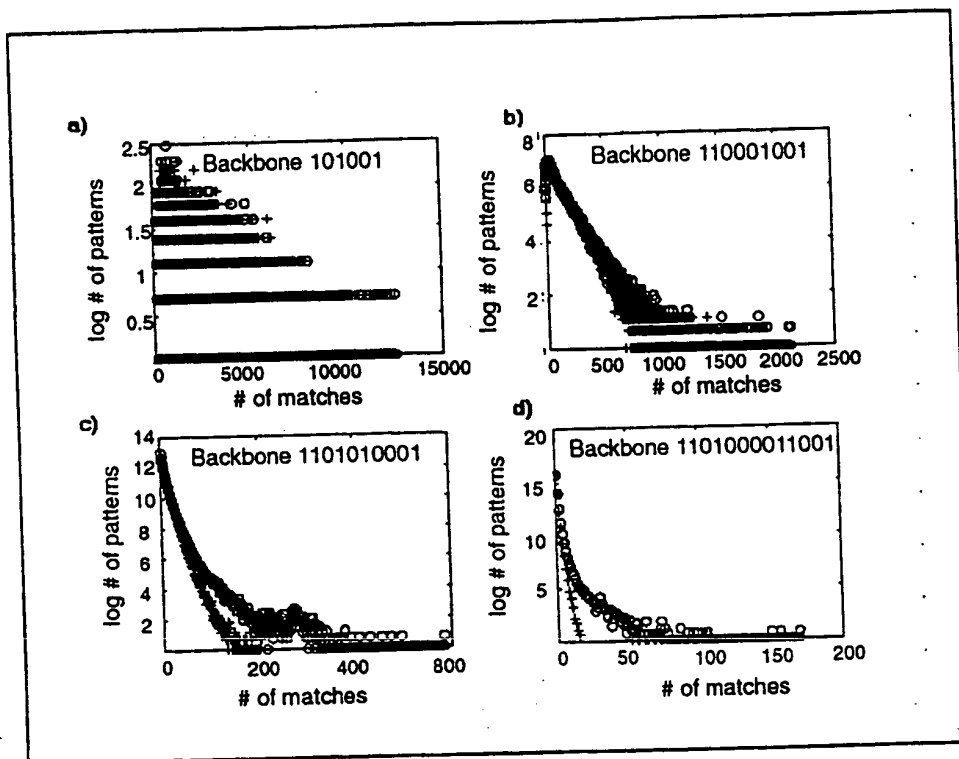 a)
Backbone 101001
2.5
2
1.5
1
0.5
log # of patterns
0
5000
10000
15000
# of matches
b)
Backbone 110001001
8
6
4
2
log # of patterns
0
500
1000
1500
2000
2500
# of matches
c)
Backbone 1101010001
14
12
10
8
6
4
2
log # of patterns
0
200
400
600
800
# of matches
d)
Backbone 1101000011001
20
15
10
5
log # of patterns
0
50
100
150
200
# of matches